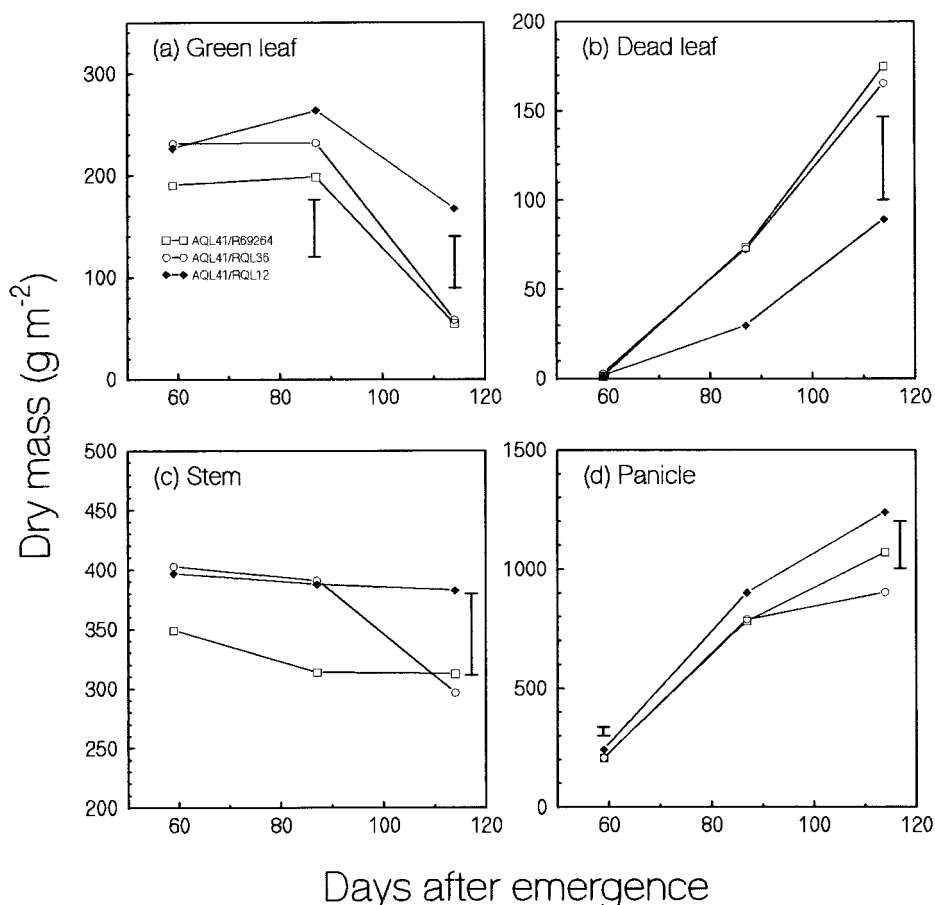 (a) Green leaf
300
200
100
0
60 80 100 120
□—□ AQL41/R69264
○—○ AQL41/RQL36
◆—◆ AQL41/RQL12
(b) Dead leaf
200
150
100
50
0
60 80 100 120
Dry mass (g m⁻²)
(c) Stem
500
450
400
350
300
250
200
60 80 100 120
(d) Panicle
1500
1000
500
0
60 80 100 120
Days after emergence